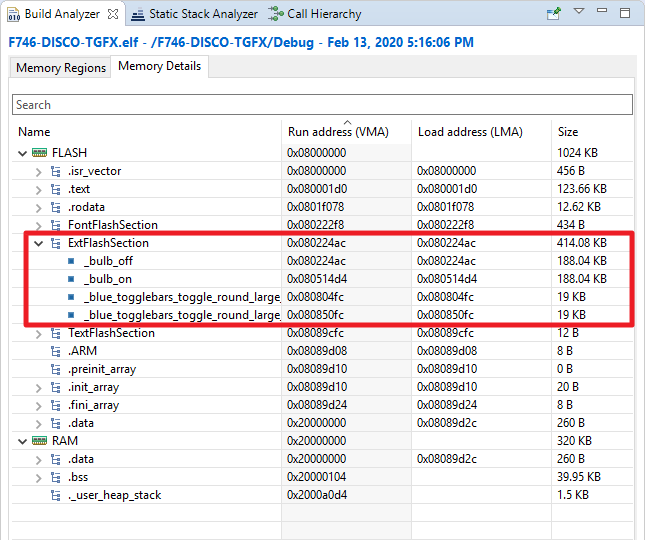 Build Analyzer Static Stack Analyzer Call Hierarchy
F746-DISCO-TGFX.elf - /F746-DISCO-TGFX/Debug - Feb 13, 2020 5:16:06 PM
Memory Regions Memory Details
Search
Name Run address (VMA) Load address (LMA) Size
FLASH 0x08000000 1024 KB
.isr_vector 0x08000000 0x08000000 456 B
.text 0x080001d0 0x080001d0 123.66 KB
.rodata 0x0801f078 0x0801f078 12.62 KB
FontFlashSection 0x080222f8 0x080222f8 434 B
ExtFlashSection 0x080224ac 0x080224ac 414.08 KB
_bulb_off 0x080224ac 0x080224ac 188.04 KB
_bulb_on 0x080514d4 0x080514d4 188.04 KB
_blue_togglebars_toggle_round_large_ 0x080804fc 0x080804fc 19 KB
_blue_togglebars_toggle_round_large_ 0x080850fc 0x080850fc 19 KB
TextFlashSection 0x08089cfc 0x08089cfc 12 B
.ARM 0x08089d08 0x08089d08 8 B
.preinit_array 0x08089d10 0x08089d10 0 B
.init_array 0x08089d10 0x08089d10 20 B
.fini_array 0x08089d24 0x08089d24 8 B
.data 0x20000000 0x08089d2c 260 B
RAM 0x20000000 320 KB
.data 0x20000000 0x08089d2c 260 B
.bss 0x20000104 39.95 KB
._user_heap_stack 0x2000a0d4 1.5 KB